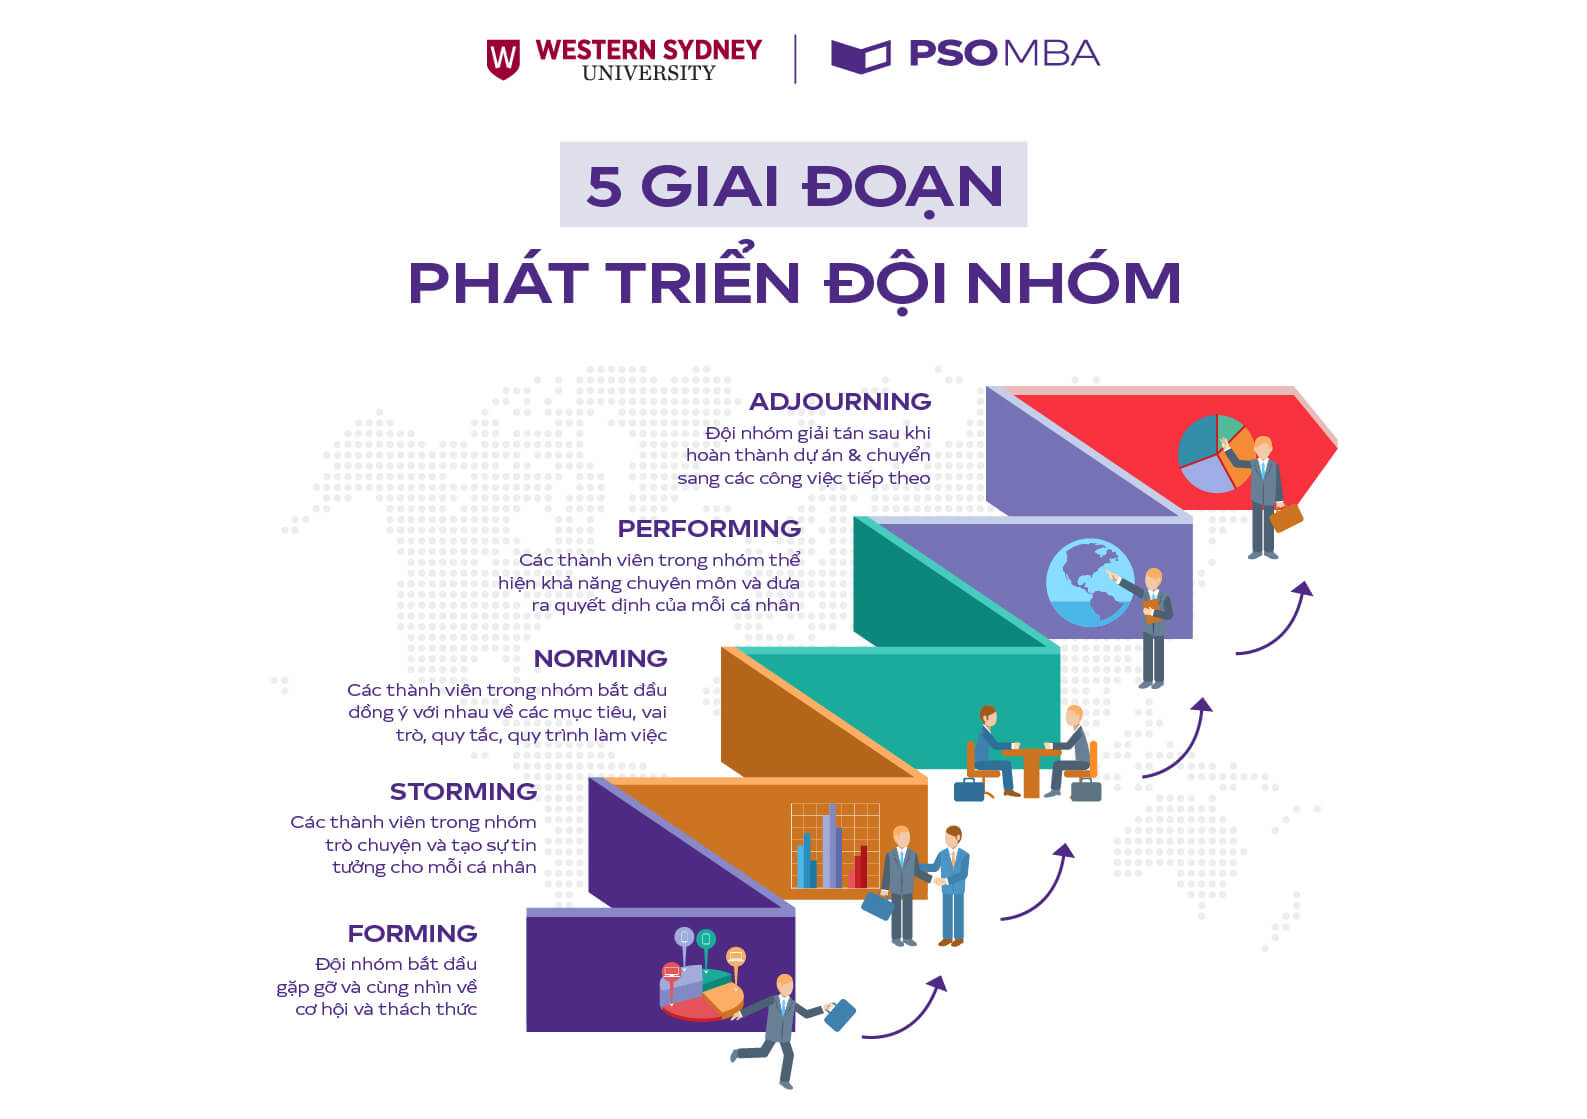 W WESTERN SYDNEY
UNIVERSITY
PSO MBA
5 GIAI ĐOẠN
PHÁT TRIỂN ĐỘI NHÓM
ADJOURNING
Đội nhóm giải tán sau khi
hoàn thành dự án & chuyển
sang các công việc tiếp theo
PERFORMING
Các thành viên trong nhóm thể
hiện khả năng chuyên môn và đưa
ra quyết định của mỗi cá nhân
NORMING
Các thành viên trong nhóm bắt đầu
đồng ý với nhau về các mục tiêu, vai
trò, quy tắc, quy trình làm việc
STORMING
Các thành viên trong nhóm
trò chuyện và tạo sự tin
tưởng cho mỗi cá nhân
FORMING
Đội nhóm bắt đầu
gặp gỡ và cùng nhìn về
cơ hội và thách thức